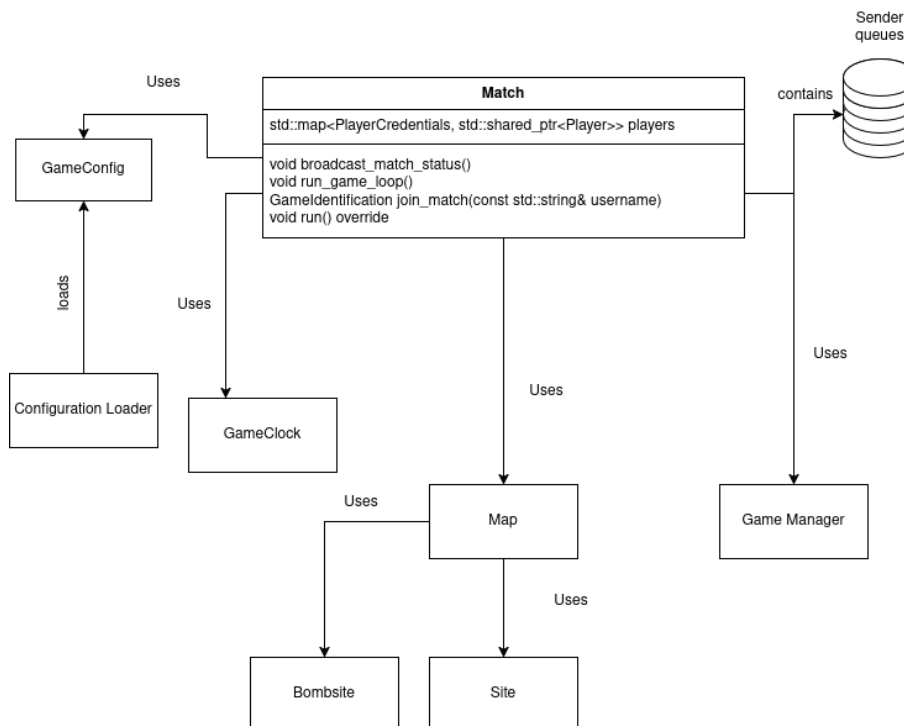 Sender
queues
Uses
Match
contains
std::map<PlayerCredentials, std::shared_ptr<Player>> players
GameConfig
void broadcast_match_status()
void run_game_loop()
GameIdentification join_match(const std::string& username)
void run() override
loads
Uses
Uses
Uses
Configuration Loader
GameClock
Uses
Map
Game Manager
Uses
Bombsite
Site